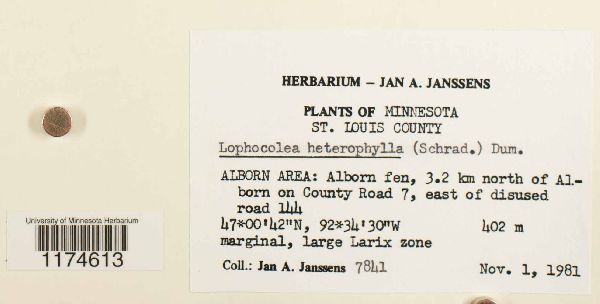 HERBARIUM – JAN A. JANSSENS
PLANTS OF MINNESOTA
ST. LOUIS COUNTY
Lophocolea heterophylla (Schrad.) Dum.
ALBORN AREA: Alborn fen, 3.2 km north of Al-
born on County Road 7, east of disused
road 144
47*00'42"N, 92*34'30"W 402 m
marginal, large Larix zone
Coll.: Jan A. Janssens 7841 Nov. 1, 1981
University of Minnesota Herbarium
1174613